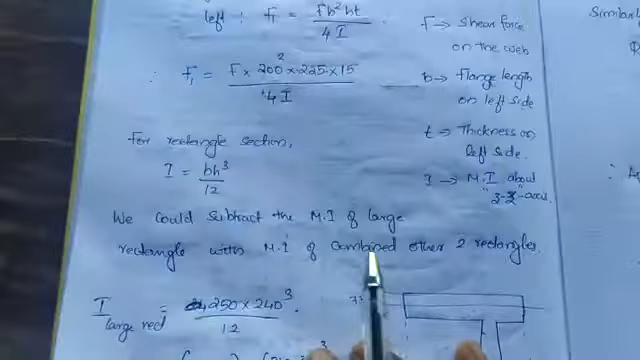 left : F₁ = Fb²ht / 4I
∴ F₁ = F × 200² × 225 × 15 / 4I
For rectangle section,
I = bh³ / 12
We could subtract the M.I of large
rectangle with M.I of combined other 2 rectangles.
I large rect = 250 × 240³ / 12
F → shear force
on the web
b → flange length
on left side
t → Thickness on
left side.
I → M.I about
axis.
Similarl